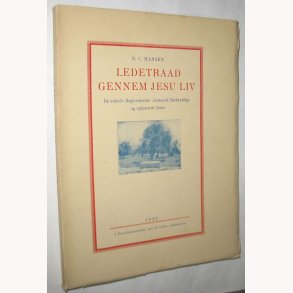 N. C. HANSEN
LEDETRAAD
GENNEM JESU LIV
De enkelte Begivenheder i historisk Rækkefølge
og oplysende Noter